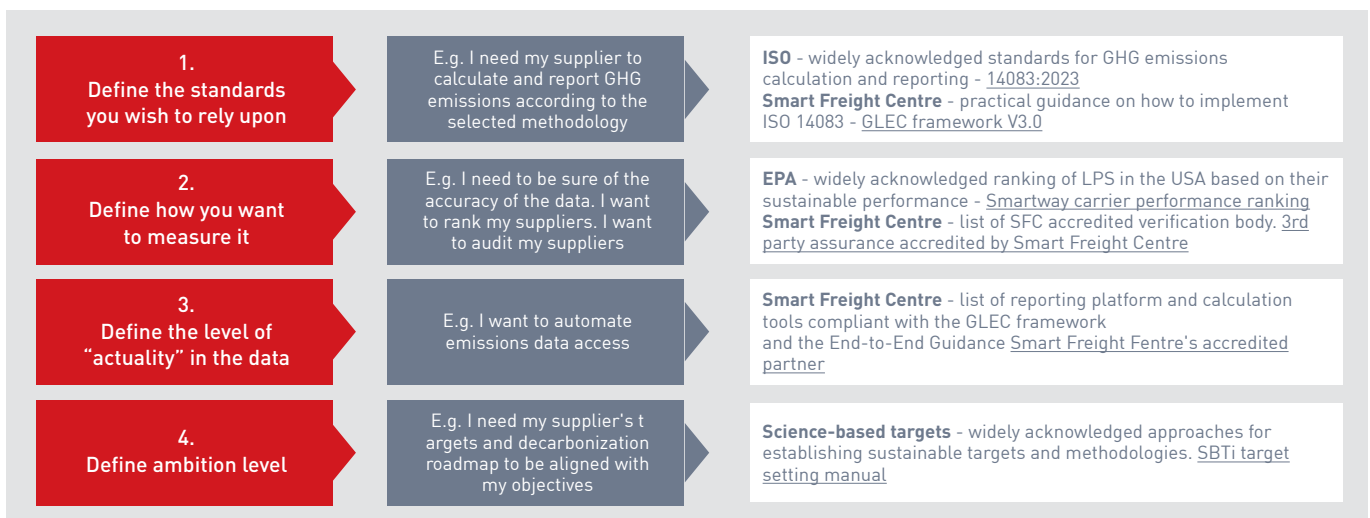 1.
Define the standards
you wish to rely upon
E.g. I need my supplier to
calculate and report GHG
emissions according to the
selected methodology
ISO - widely acknowledged standards for GHG emissions
calculation and reporting - 14083:2023
Smart Freight Centre - practical guidance on how to implement
ISO 14083 - GLEC framework V3.0
2.
Define how you want
to measure it
E.g. I need to be sure of the
accuracy of the data. I want
to rank my suppliers. I want
to audit my suppliers
EPA - widely acknowledged ranking of LPS in the USA based on their
sustainable performance - Smartway carrier performance ranking
Smart Freight Centre - list of SFC accredited verification body. 3rd
party assurance accredited by Smart Freight Centre
3.
Define the level of
“actuality” in the data
E.g. I want to automate
emissions data access
Smart Freight Centre - list of reporting platform and calculation
tools compliant with the GLEC framework
and the End-to-End Guidance Smart Freight Fentre's accredited
partner
4.
Define ambition level
E.g. I need my supplier's t
argets and decarbonization
roadmap to be aligned with
my objectives
Science-based targets - widely acknowledged approaches for
establishing sustainable targets and methodologies. SBTi target
setting manual